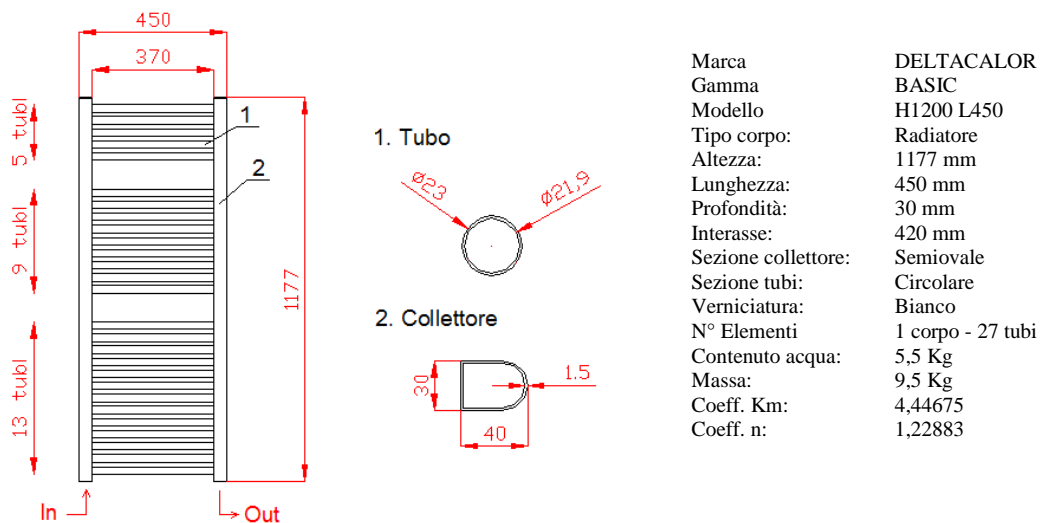 450
370
5 tubi
9 tubi
13 tubi
1
2
1177
In
Out
1. Tubo
Ø23
Ø21,9
2. Collettore
30
40
1.5
Marca DELTACALOR
Gamma BASIC
Modello H1200 L450
Tipo corpo: Radiatore
Altezza: 1177 mm
Lunghezza: 450 mm
Profondità: 30 mm
Interasse: 420 mm
Sezione collettore: Semiovale
Sezione tubi: Circolare
Verniciatura: Bianco
N° Elementi 1 corpo - 27 tubi
Contenuto acqua: 5,5 Kg
Massa: 9,5 Kg
Coeff. Km: 4,44675
Coeff. n: 1,22883